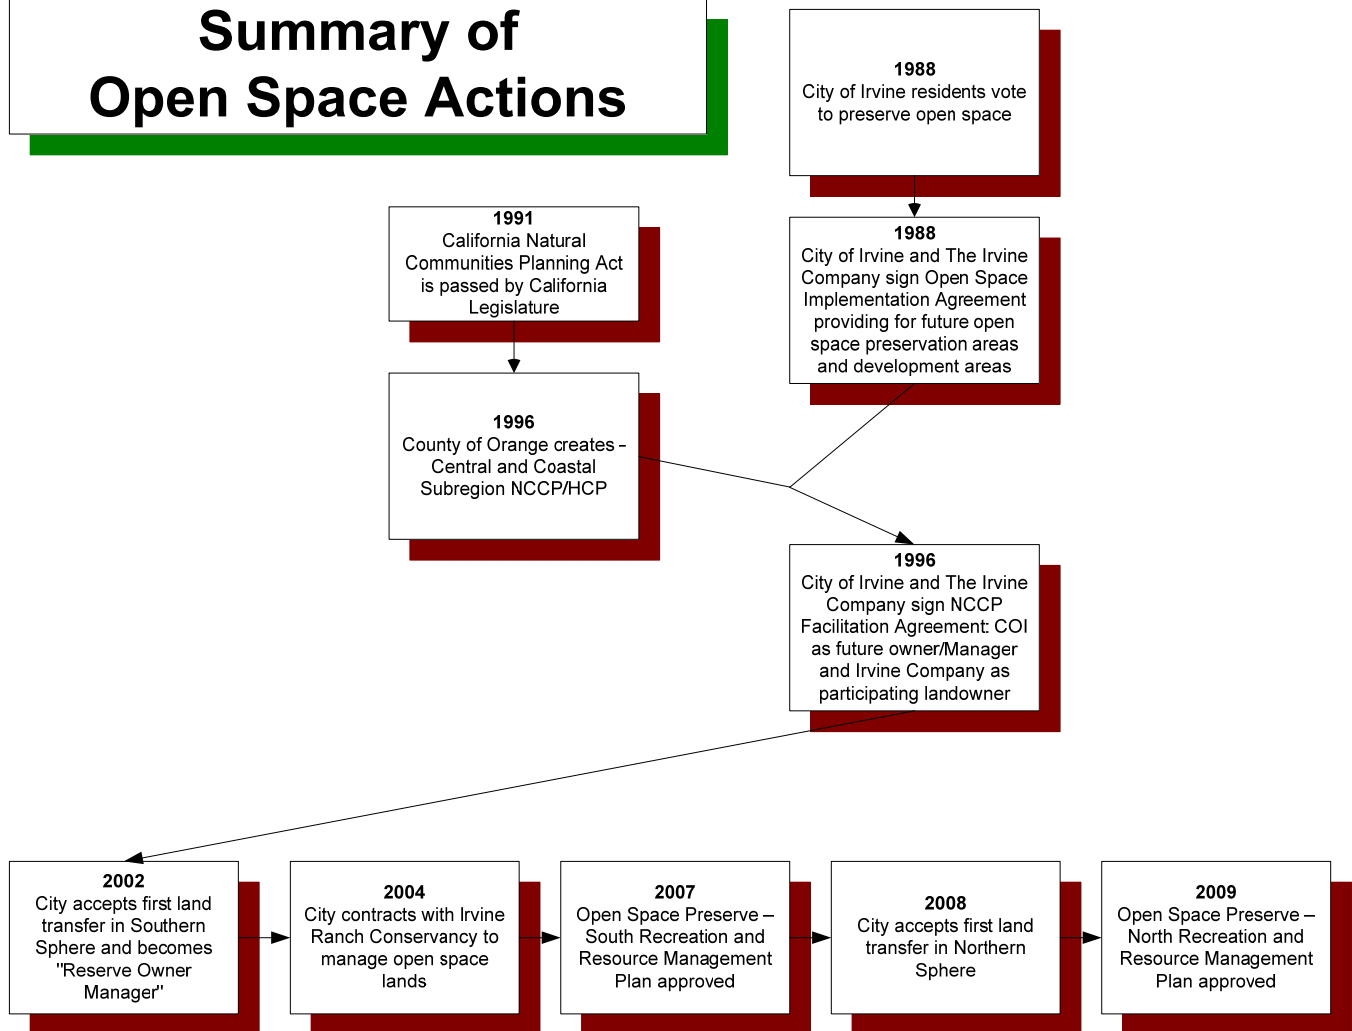 Summary of
Open Space Actions
1988
City of Irvine residents vote
to preserve open space
1991
California Natural
Communities Planning Act
is passed by California
Legislature
1988
City of Irvine and The Irvine
Company sign Open Space
Implementation Agreement
providing for future open
space preservation areas
and development areas
1996
County of Orange creates –
Central and Coastal
Subregion NCCP/HCP
1996
City of Irvine and The Irvine
Company sign NCCP
Facilitation Agreement: COI
as future owner/Manager
and Irvine Company as
participating landowner
2002
City accepts first land
transfer in Southern
Sphere and becomes
"Reserve Owner
Manager"
2004
City contracts with Irvine
Ranch Conservancy to
manage open space
lands
2007
Open Space Preserve –
South Recreation and
Resource Management
Plan approved
2008
City accepts first land
transfer in Northern
Sphere
2009
Open Space Preserve –
North Recreation and
Resource Management
Plan approved